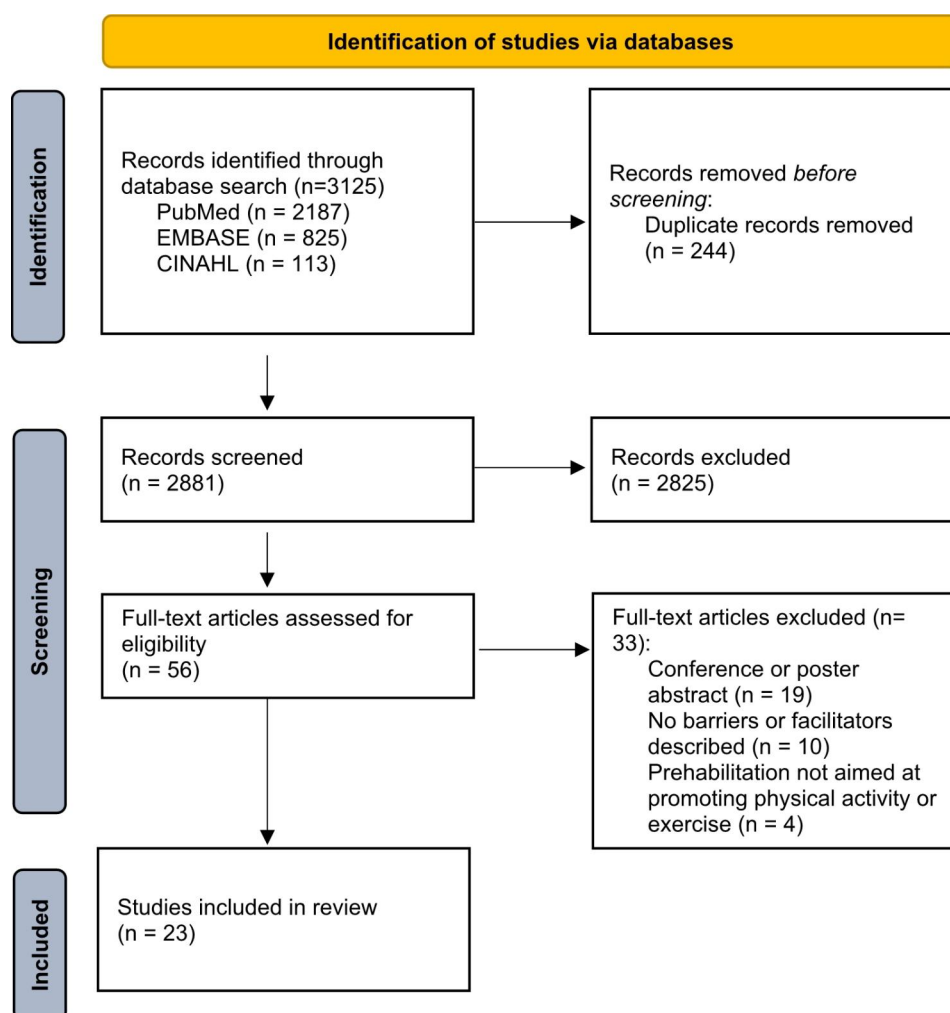 Identification of studies via databases
Identification
Records identified through
database search (n=3125)
PubMed (n = 2187)
EMBASE (n = 825)
CINAHL (n = 113)
Records removed before
screening:
Duplicate records removed
(n = 244)
Screening
Records screened
(n = 2881)
Records excluded
(n = 2825)
Full-text articles assessed for
eligibility
(n = 56)
Full-text articles excluded (n=
33):
Conference or poster
abstract (n = 19)
No barriers or facilitators
described (n = 10)
Prehabilitation not aimed at
promoting physical activity or
exercise (n = 4)
Included
Studies included in review
(n = 23)